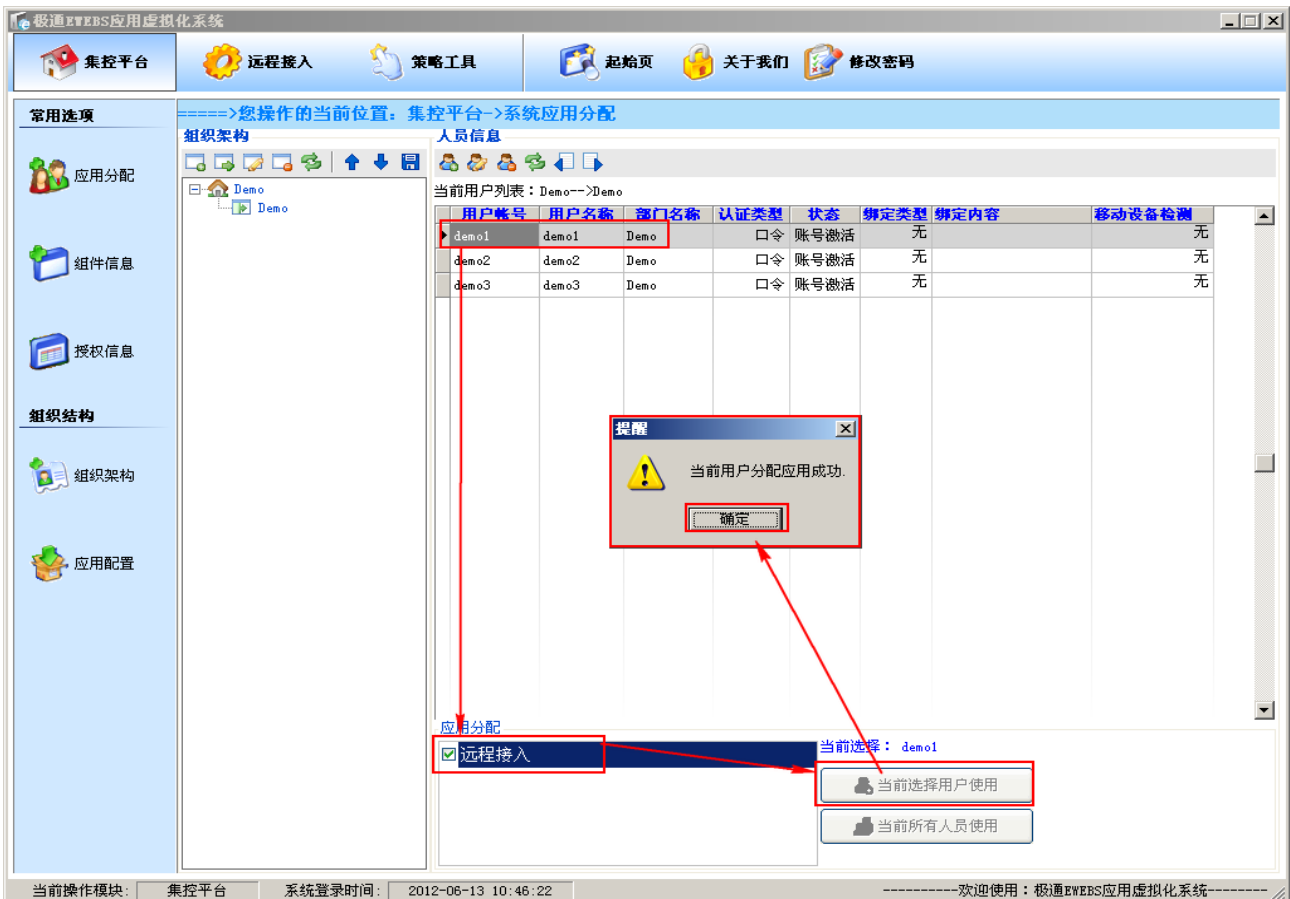 极通EWEBS应用虚拟化系统
集控平台 远程接入 策略工具 起始页 关于我们 修改密码
常用选项
应用分配
组件信息
授权信息
组织结构
组织架构
应用配置
=====>您操作的当前位置：集控平台->系统应用分配
组织架构
Demo
Demo
人员信息
当前用户列表：Demo-->Demo
用户帐号 用户名称 部门名称 认证类型 状态 绑定类型 绑定内容 移动设备检测
demo1 demo1 Demo 口令 账号激活 无 无
demo2 demo2 Demo 口令 账号激活 无 无
demo3 demo3 Demo 口令 账号激活 无 无
提醒
当前用户分配应用成功.
确定
应用分配
远程接入
当前选择： demo1
当前选择用户使用
当前所有人员使用
当前操作模块: 集控平台 系统登录时间: 2012-06-13 10:46:22 ----------欢迎使用：极通EWEBS应用虚拟化系统--------